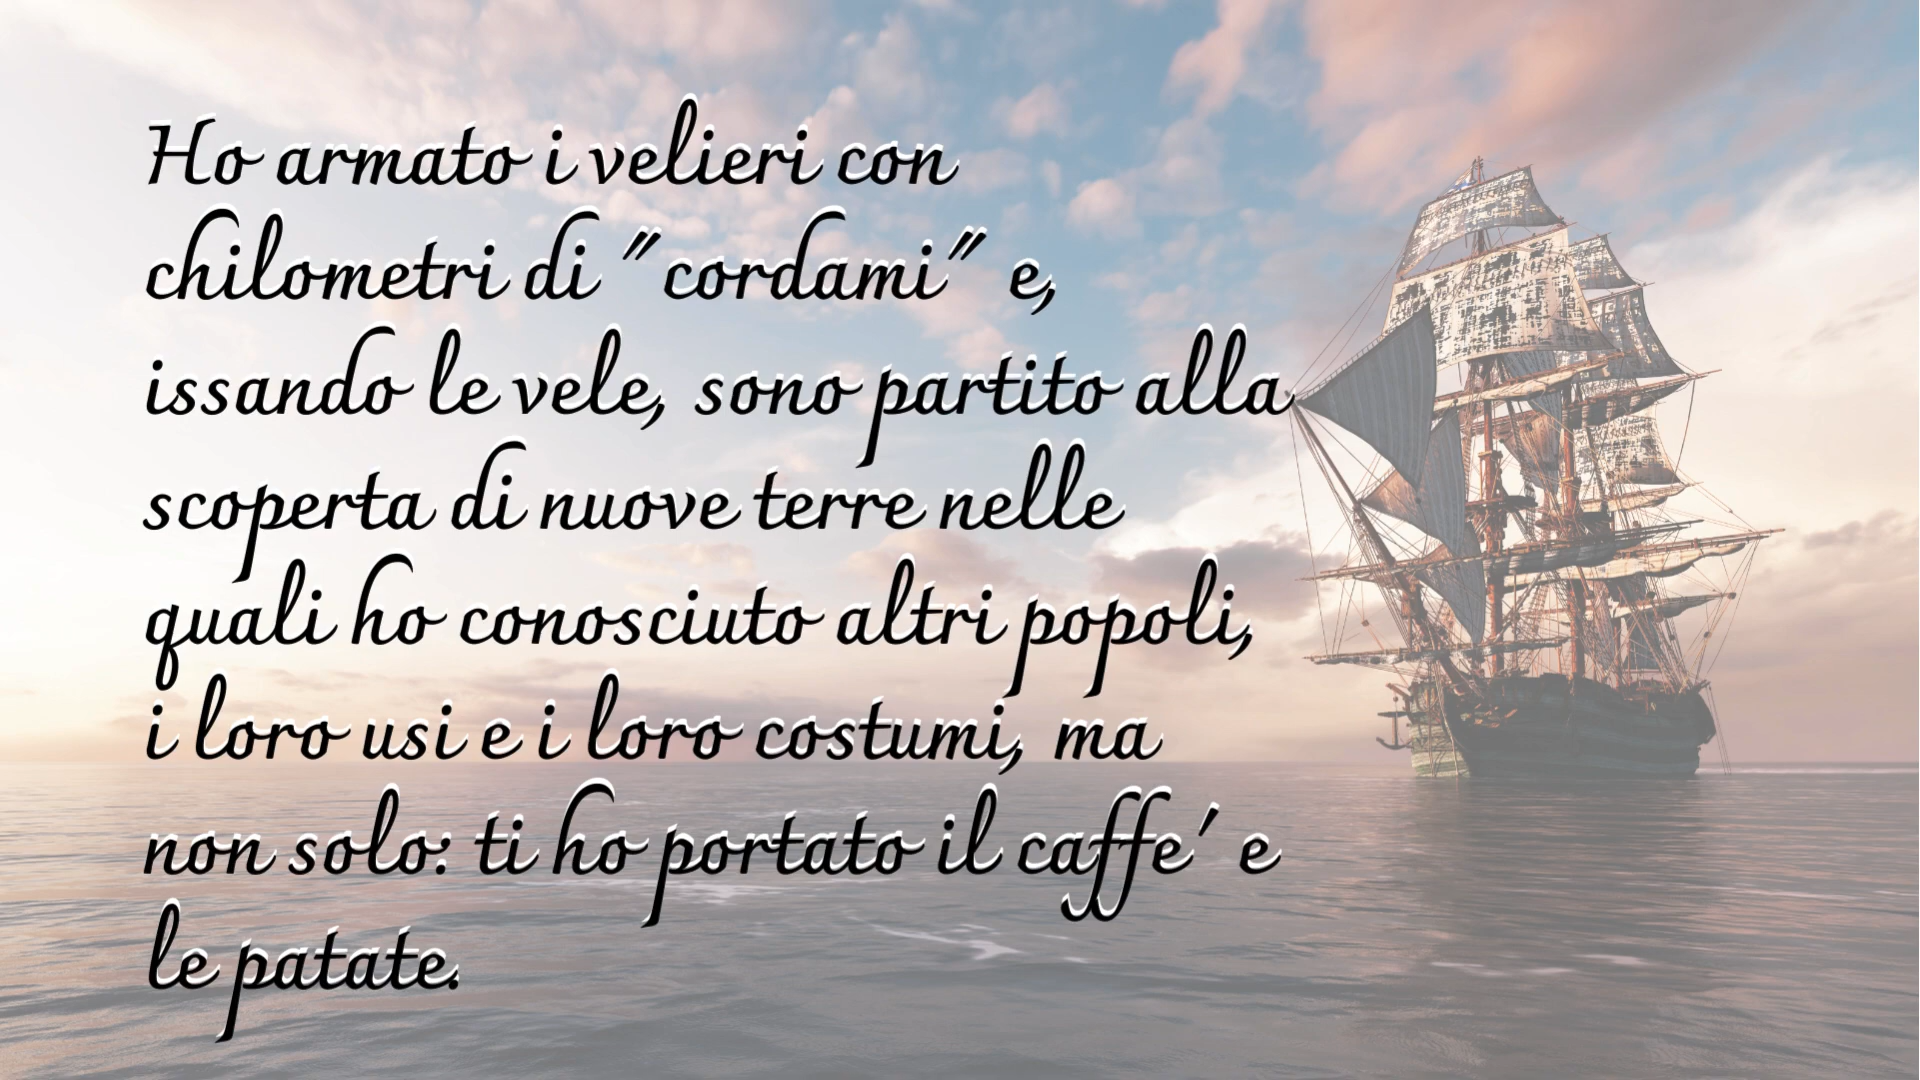 Ho armato i velieri con
chilometri di "cordami" e,
issando le vele, sono partito alla
scoperta di nuove terre nelle
quali ho conosciuto altri popoli,
i loro usi e i loro costumi, ma
non solo: ti ho portato il caffe' e
le patate.